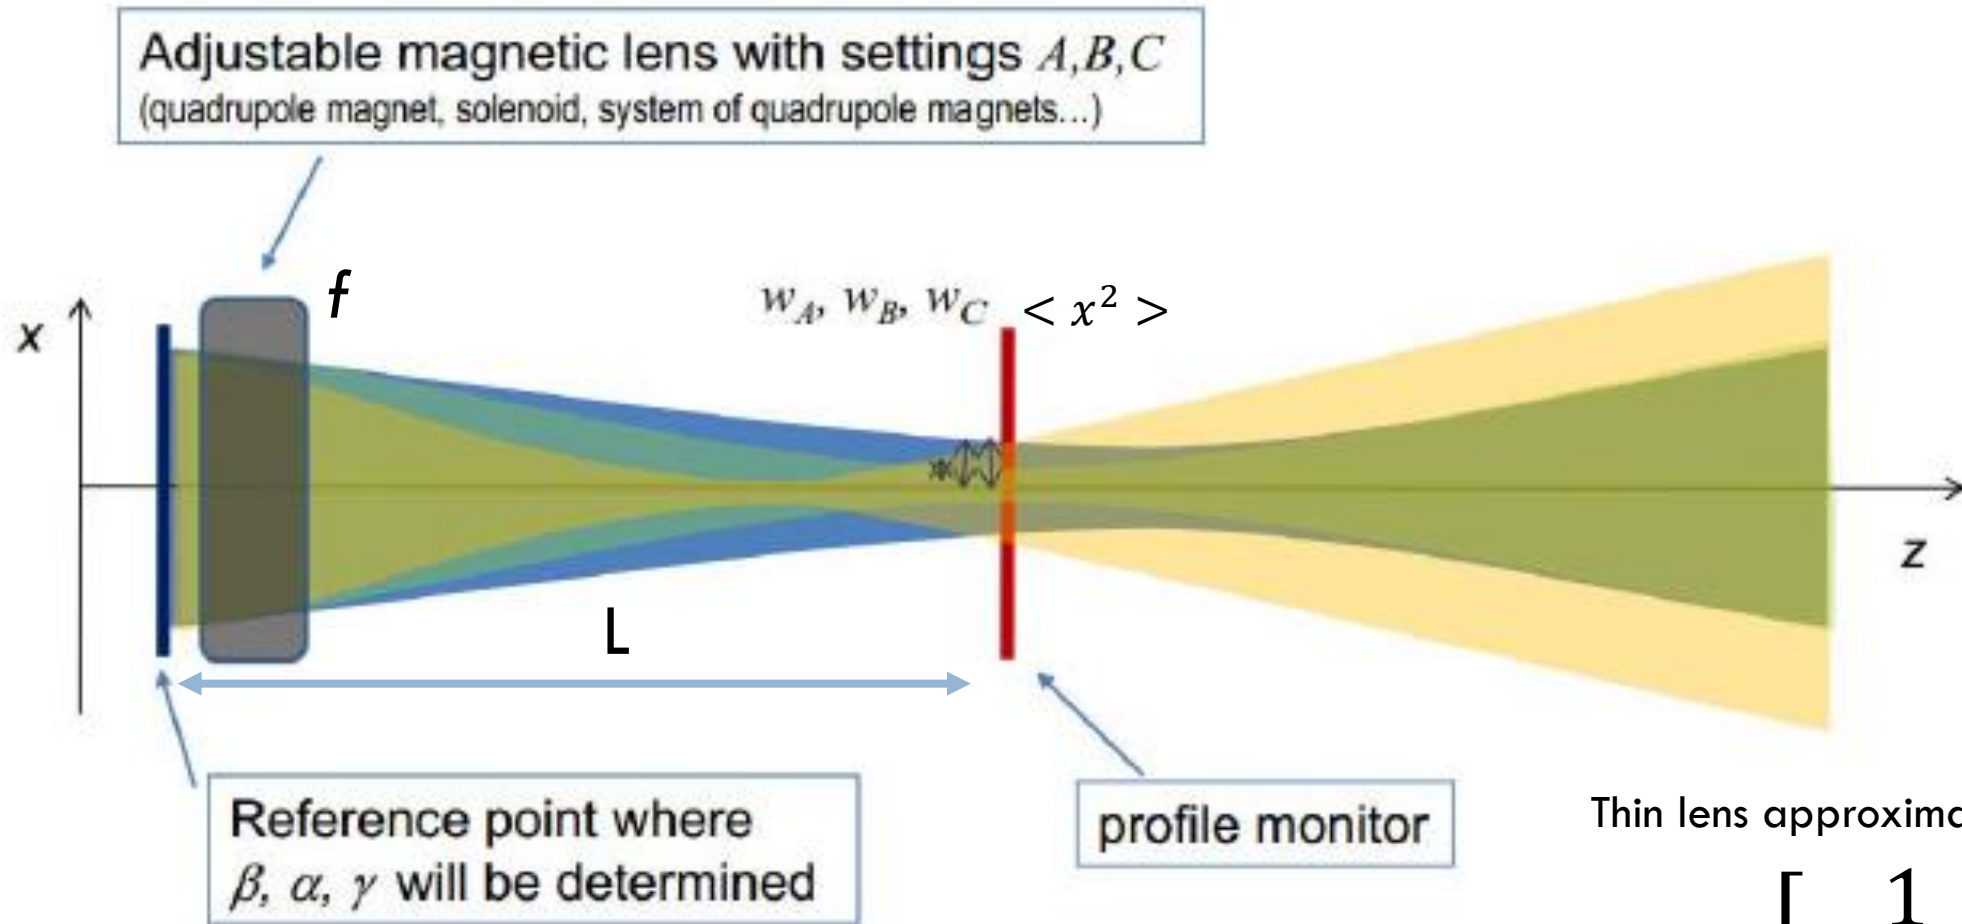 Adjustable magnetic lens with settings A,B,C
(quadrupole magnet, solenoid, system of quadrupole magnets...)
f
w_A, w_B, w_C < x² >
x
z
L
Reference point where
β, α, γ will be determined
profile monitor
Thin lens approxima
[ 1